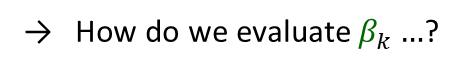 → How do we evaluate βₖ ...?